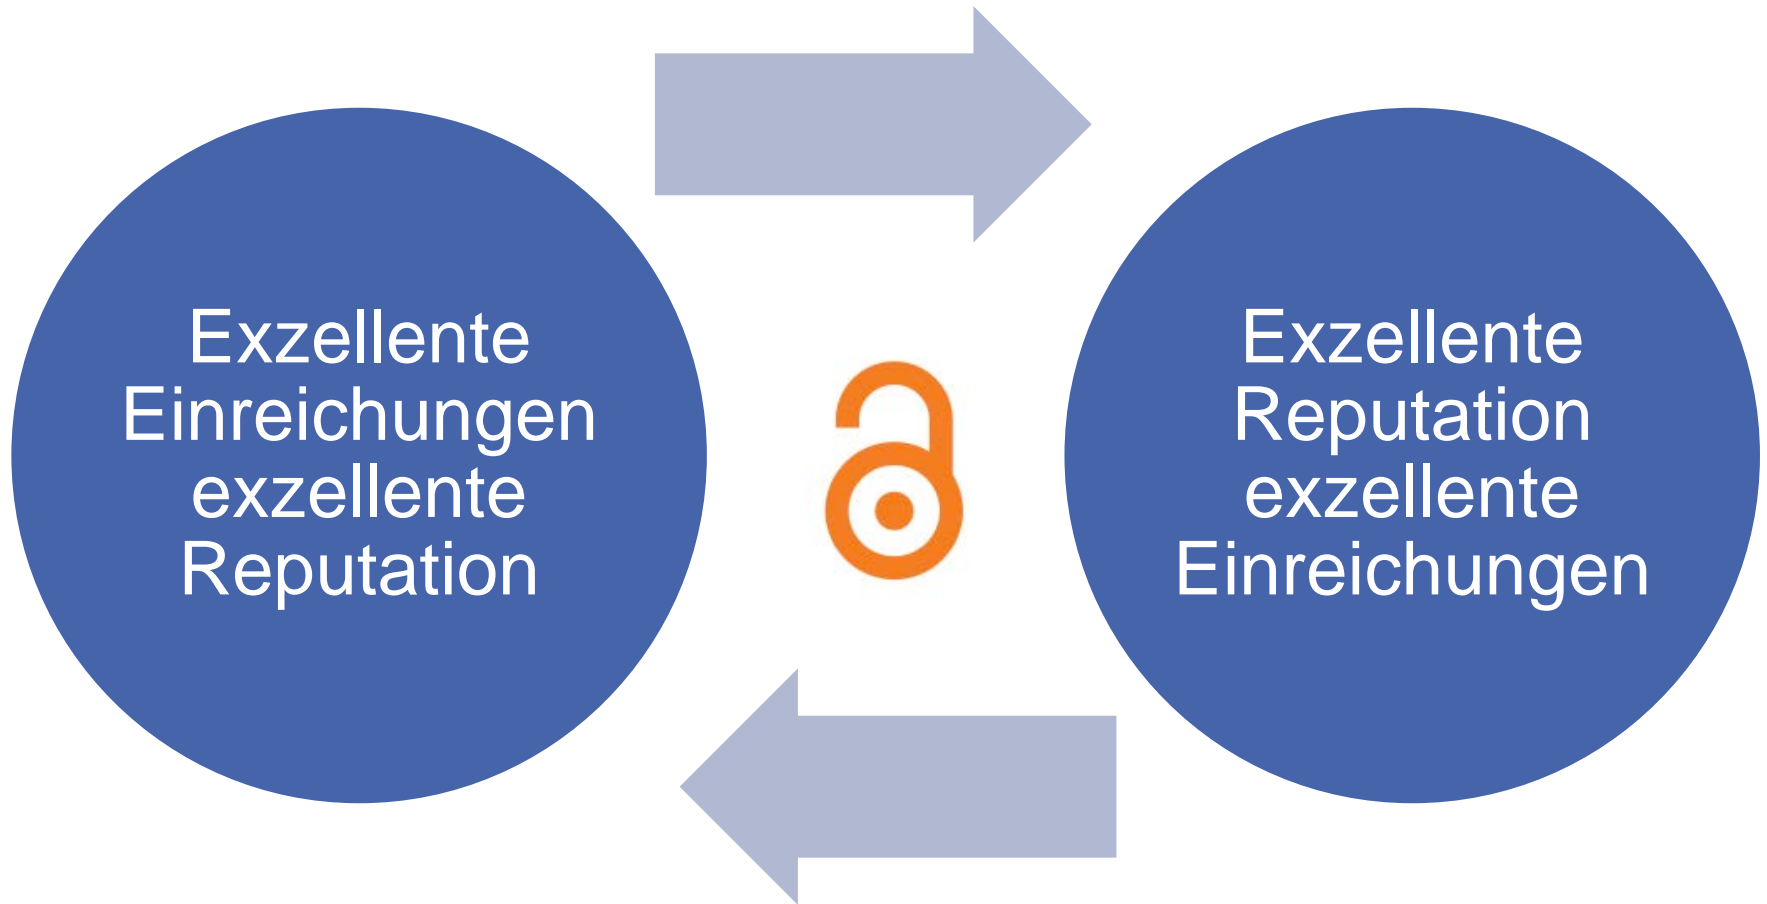 Exzellente
Einreichungen
exzellente
Reputation
Exzellente
Reputation
exzellente
Einreichungen